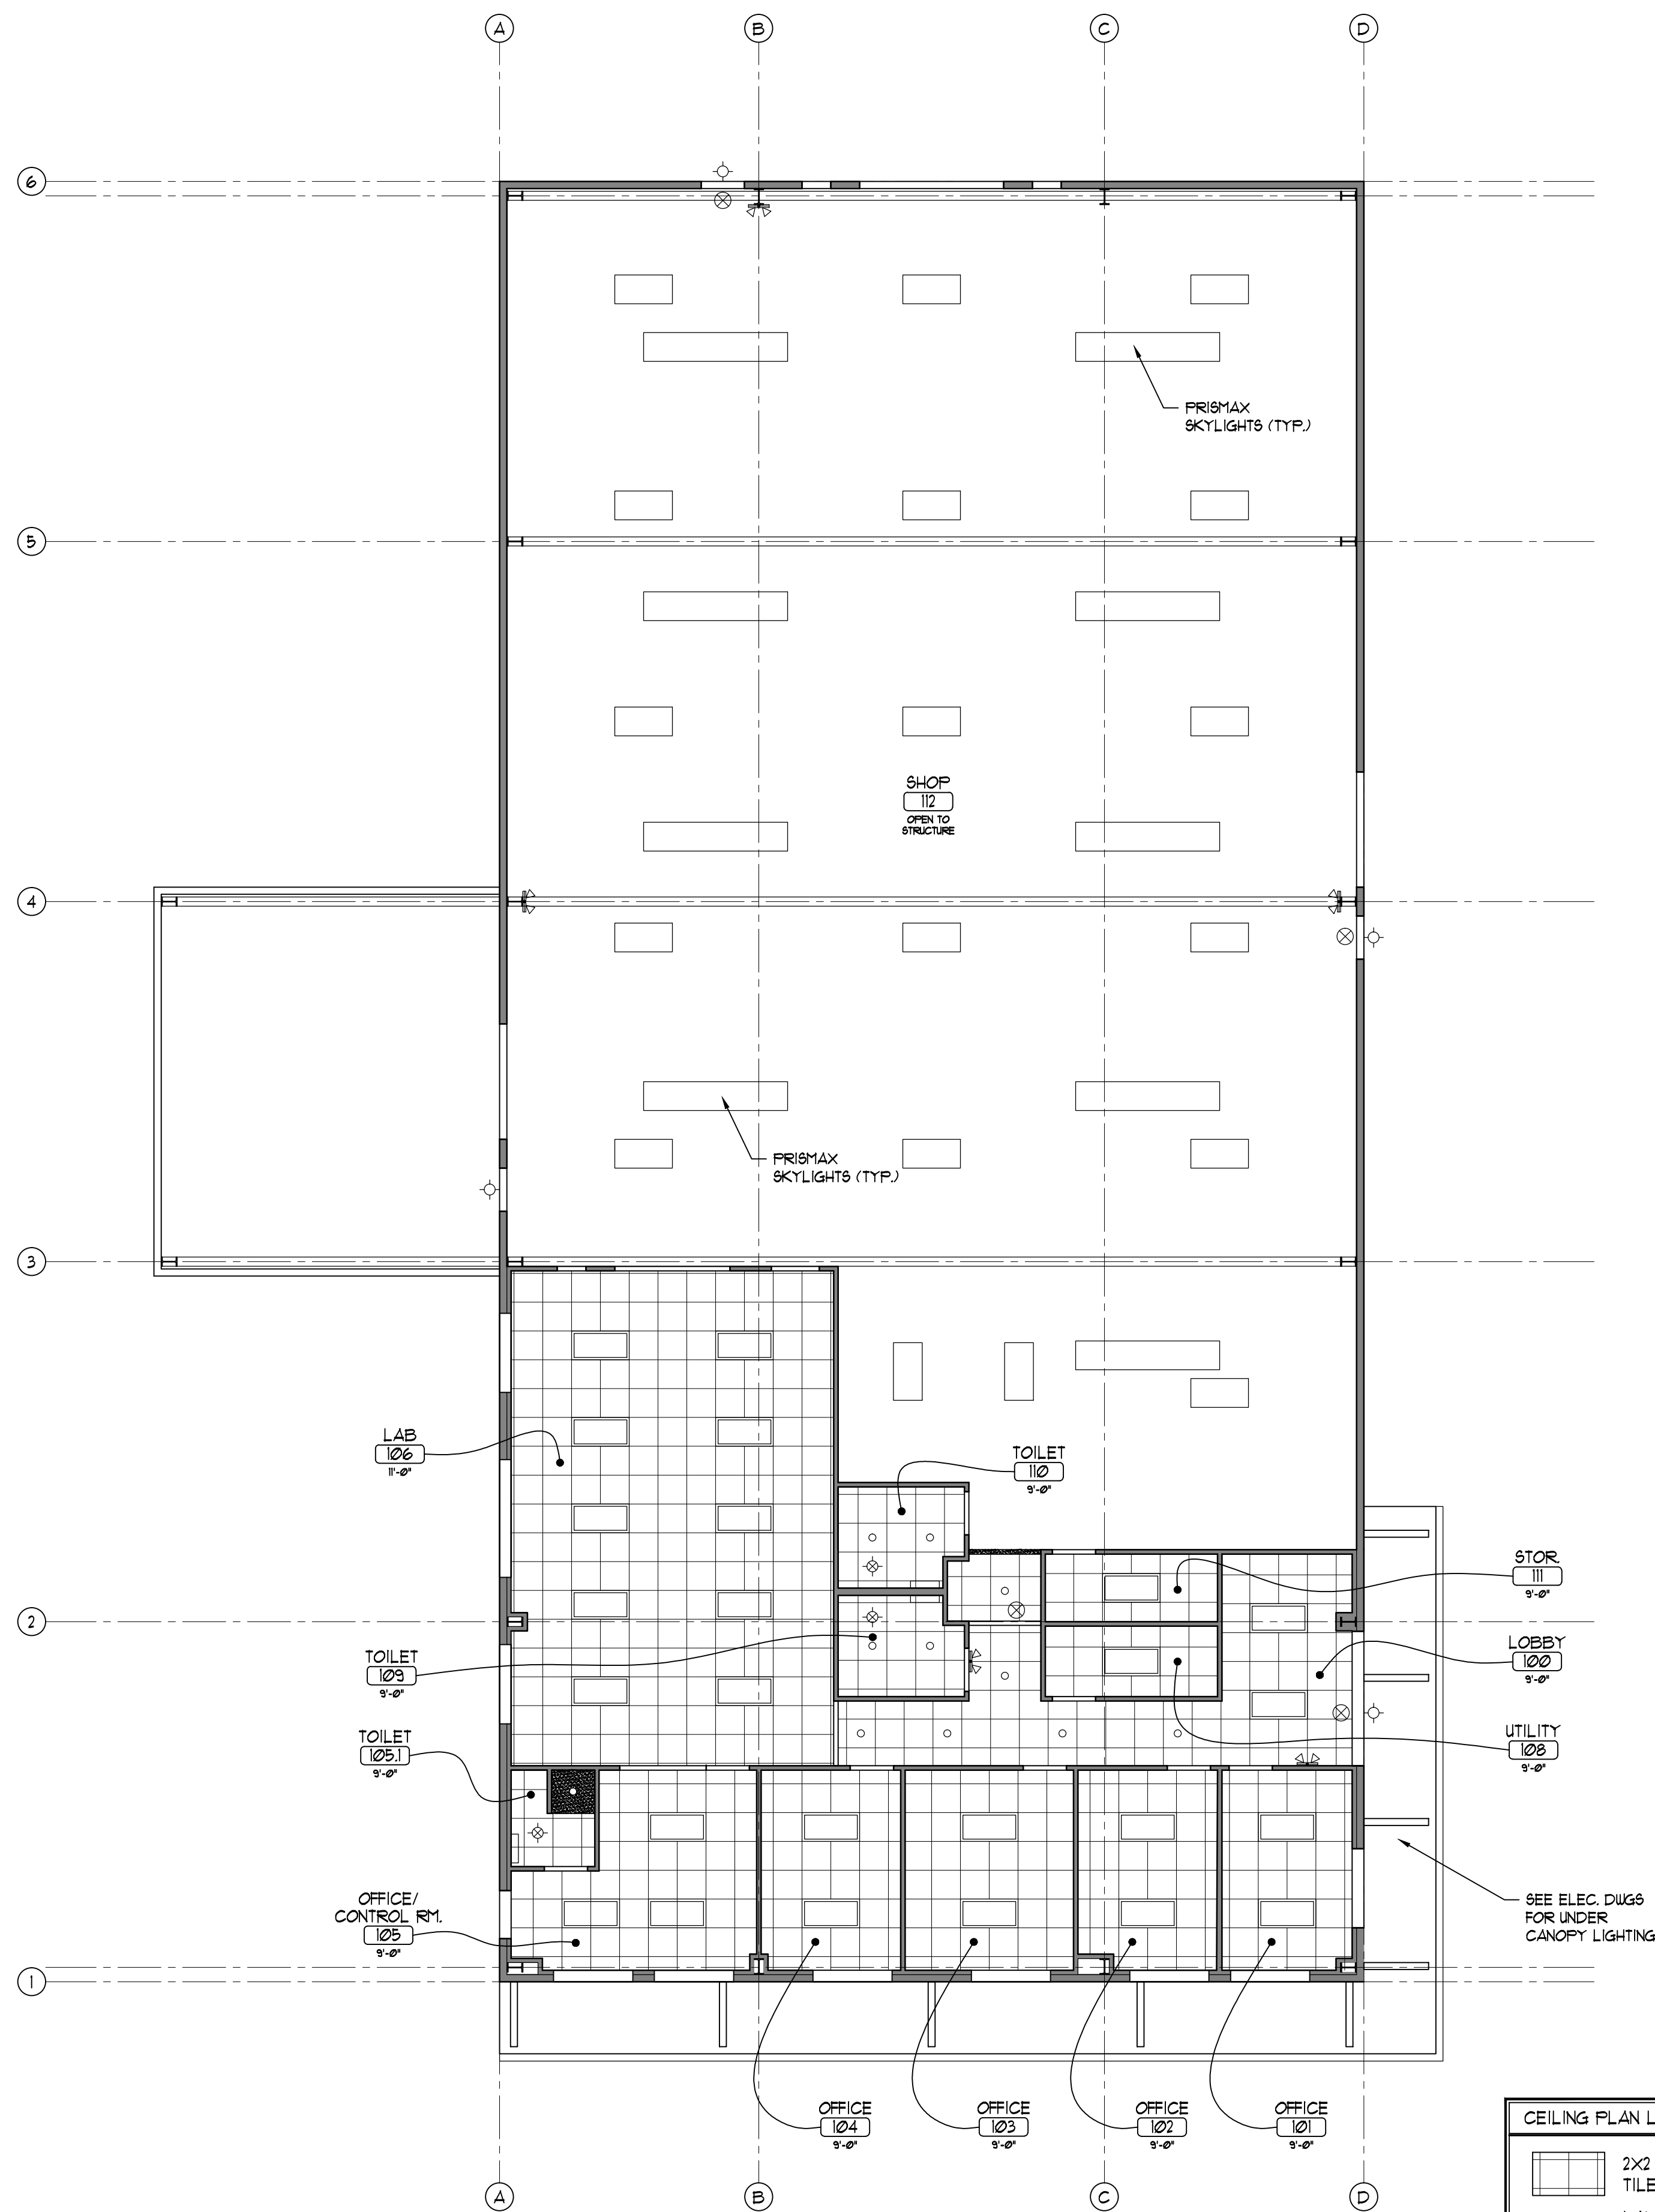 A B C D
6
PRISMAX
SKYLIGHTS (TYP.)
5
SHOP
112
OPEN TO
STRUCTURE
4
PRISMAX
SKYLIGHTS (TYP.)
3
LAB
106
11'-0"
TOILET
110
9'-0"
STOR.
111
9'-0"
2
TOILET
109
9'-0"
LOBBY
100
9'-0"
TOILET
105.1
9'-0"
UTILITY
108
9'-0"
OFFICE/
CONTROL RM.
105
9'-0"
SEE ELEC. DWGS
FOR UNDER
CANOPY LIGHTING
1
OFFICE
104
9'-0"
OFFICE
103
9'-0"
OFFICE
102
9'-0"
OFFICE
101
9'-0"
CEILING PLAN L
2X2
TILE
A B C D